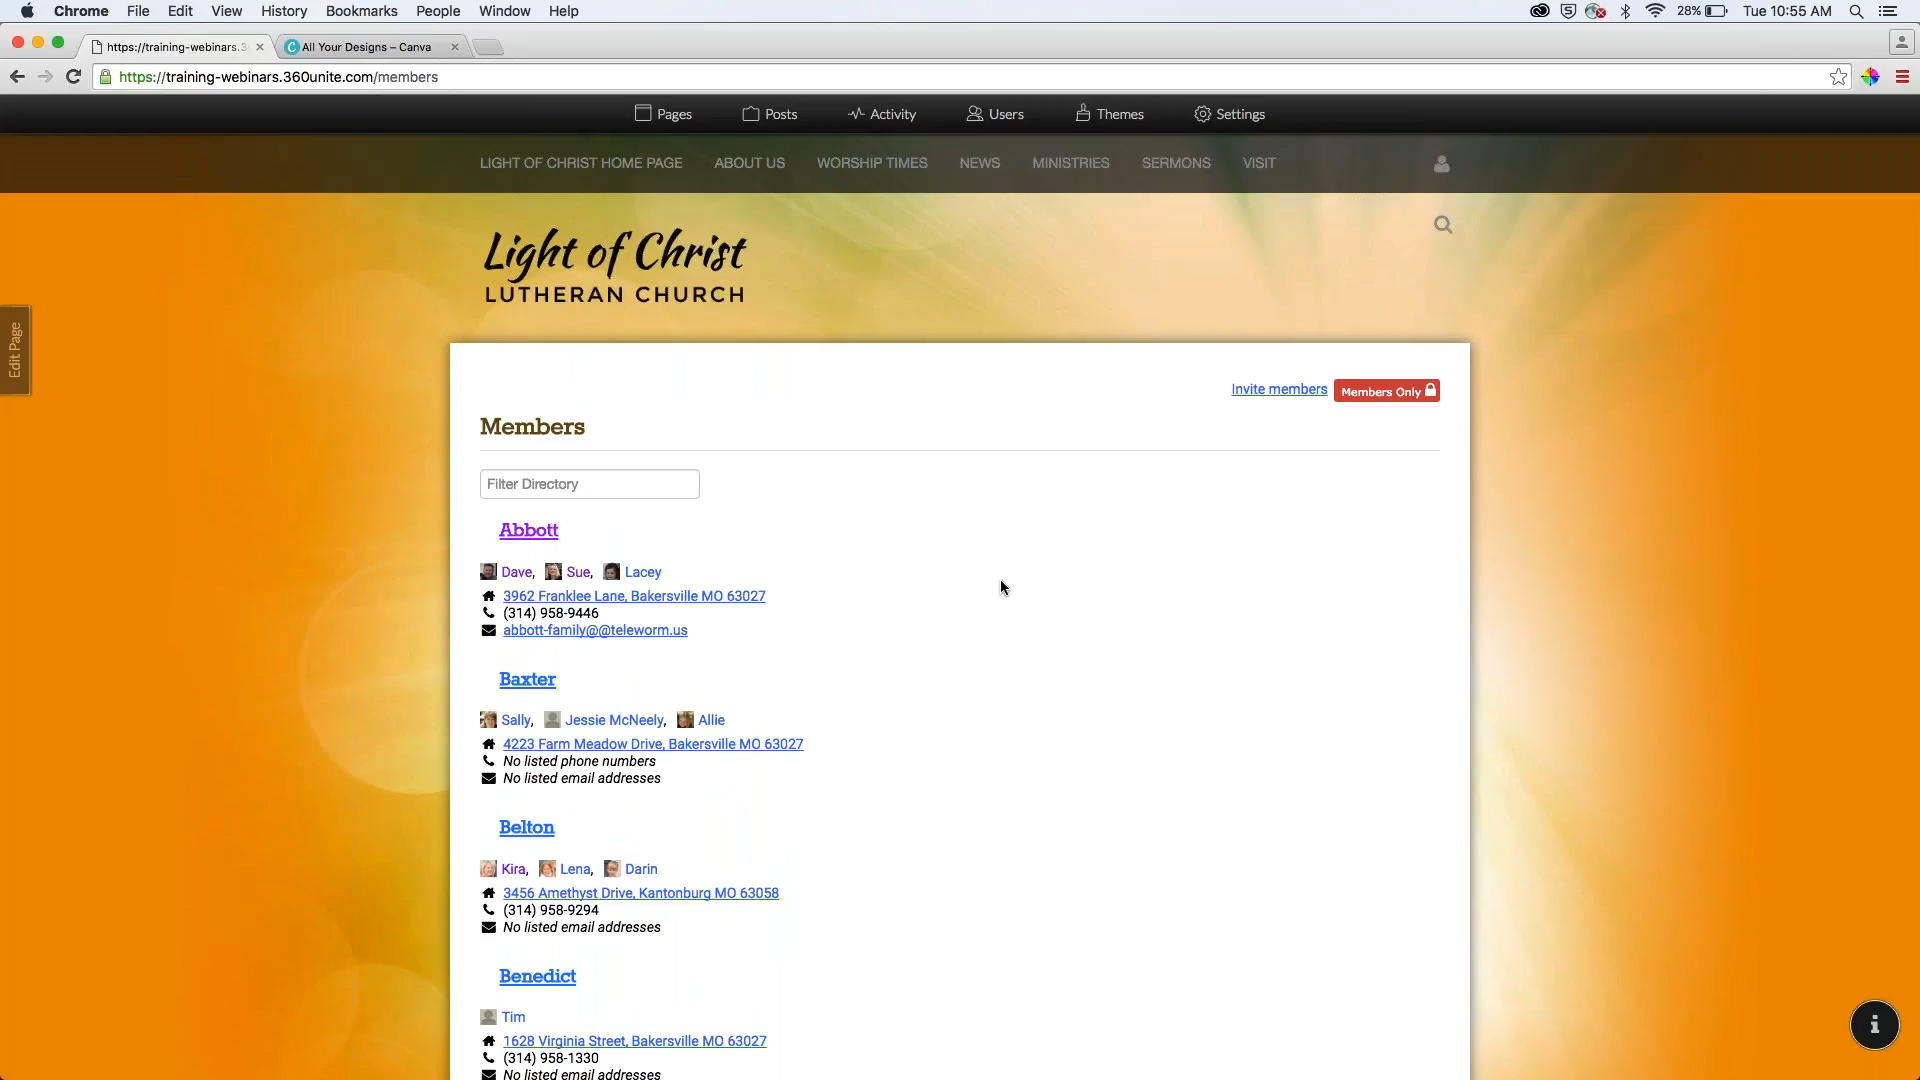 Chrome File Edit View History Bookmarks People Window Help 28% Tue 10:55 AM
https://training-webinars.3 All Your Designs – Canva
https://training-webinars.360unite.com/members
Pages Posts Activity Users Themes Settings
LIGHT OF CHRIST HOME PAGE ABOUT US WORSHIP TIMES NEWS MINISTRIES SERMONS VISIT
Light of Christ
LUTHERAN CHURCH
Edit Page
Invite members Members Only
Members
Filter Directory
Abbott
Dave, Sue, Lacey
3962 Franklee Lane, Bakersville MO 63027
(314) 958-9446
abbott-family@@teleworm.us
Baxter
Sally, Jessie McNeely, Allie
4223 Farm Meadow Drive, Bakersville MO 63027
No listed phone numbers
No listed email addresses
Belton
Kira, Lena, Darin
3456 Amethyst Drive, Kantonburg MO 63058
(314) 958-9294
No listed email addresses
Benedict
Tim
1628 Virginia Street, Bakersville MO 63027
(314) 958-1330
No listed email addresses